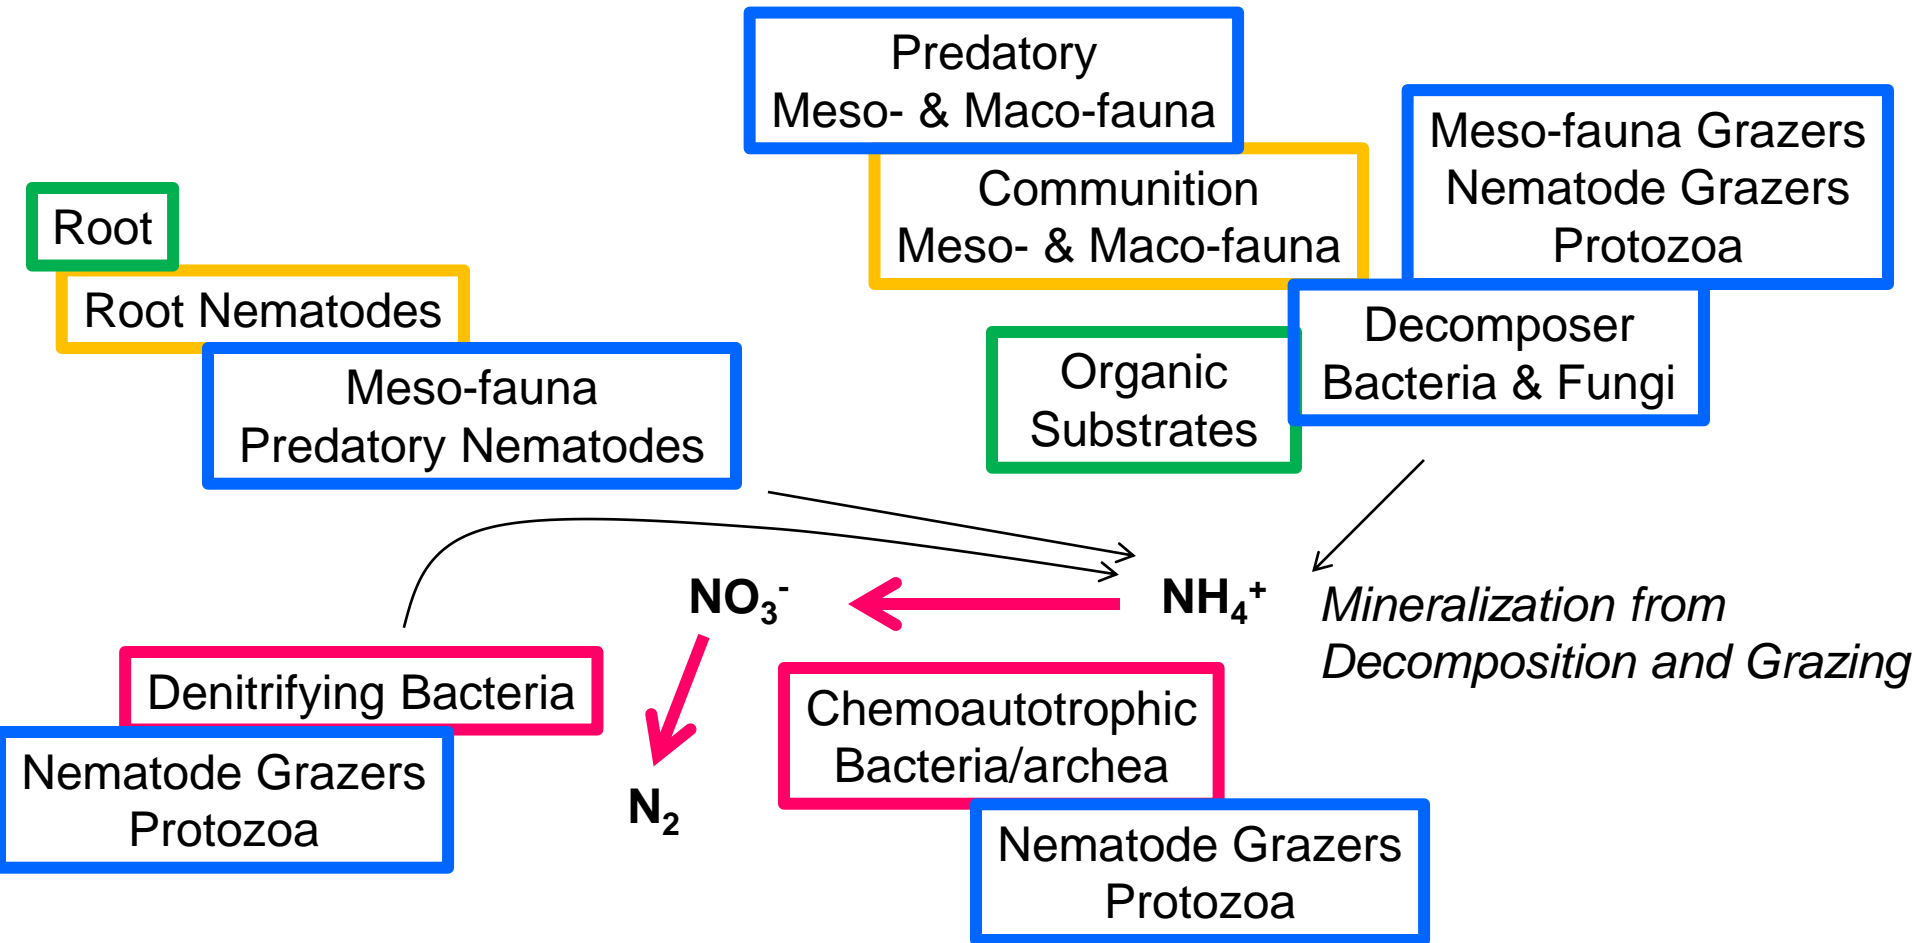 Predatory
Meso- & Maco-fauna
Communition
Meso- & Maco-fauna
Meso-fauna Grazers
Nematode Grazers
Protozoa
Decomposer
Bacteria & Fungi
Organic
Substrates
Root
Root Nematodes
Meso-fauna
Predatory Nematodes
NO₃⁻
NH₄⁺
Mineralization from
Decomposition and Grazing
Denitrifying Bacteria
Nematode Grazers
Protozoa
N₂
Chemoautotrophic
Bacteria/archea
Nematode Grazers
Protozoa